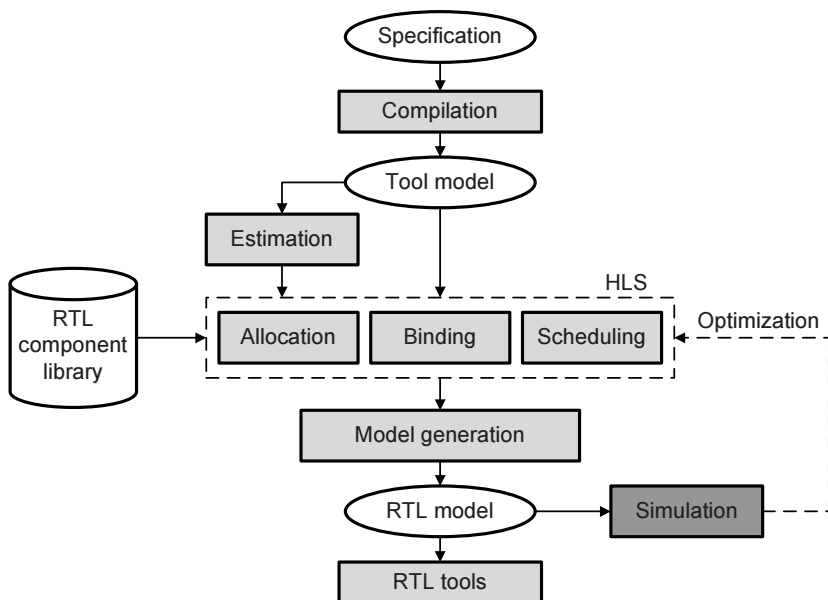 Specification
Compilation
Tool model
Estimation
HLS
RTL
component
library
Allocation
Binding
Scheduling
Optimization
Model generation
RTL model
Simulation
RTL tools